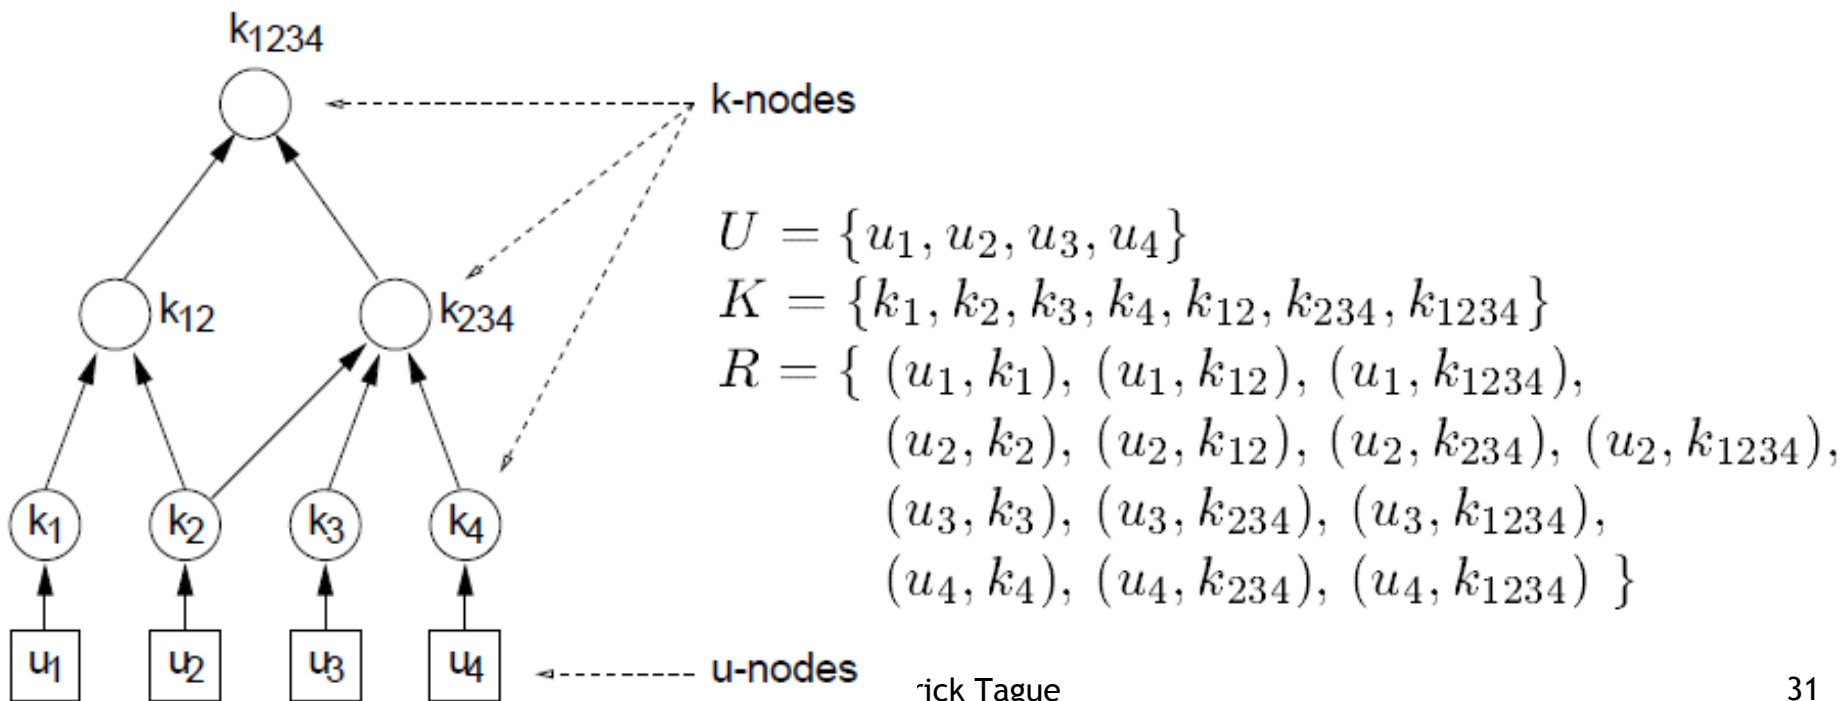 k1234
k-nodes
U = {u1, u2, u3, u4}
k12
k234
K = {k1, k2, k3, k4, k12, k234, k1234}
R = { (u1, k1), (u1, k12), (u1, k1234),
(u2, k2), (u2, k12), (u2, k234), (u2, k1234),
k1
k2
k3
k4
(u3, k3), (u3, k234), (u3, k1234),
(u4, k4), (u4, k234), (u4, k1234) }
u1
u2
u3
u4
u-nodes
Tague
31